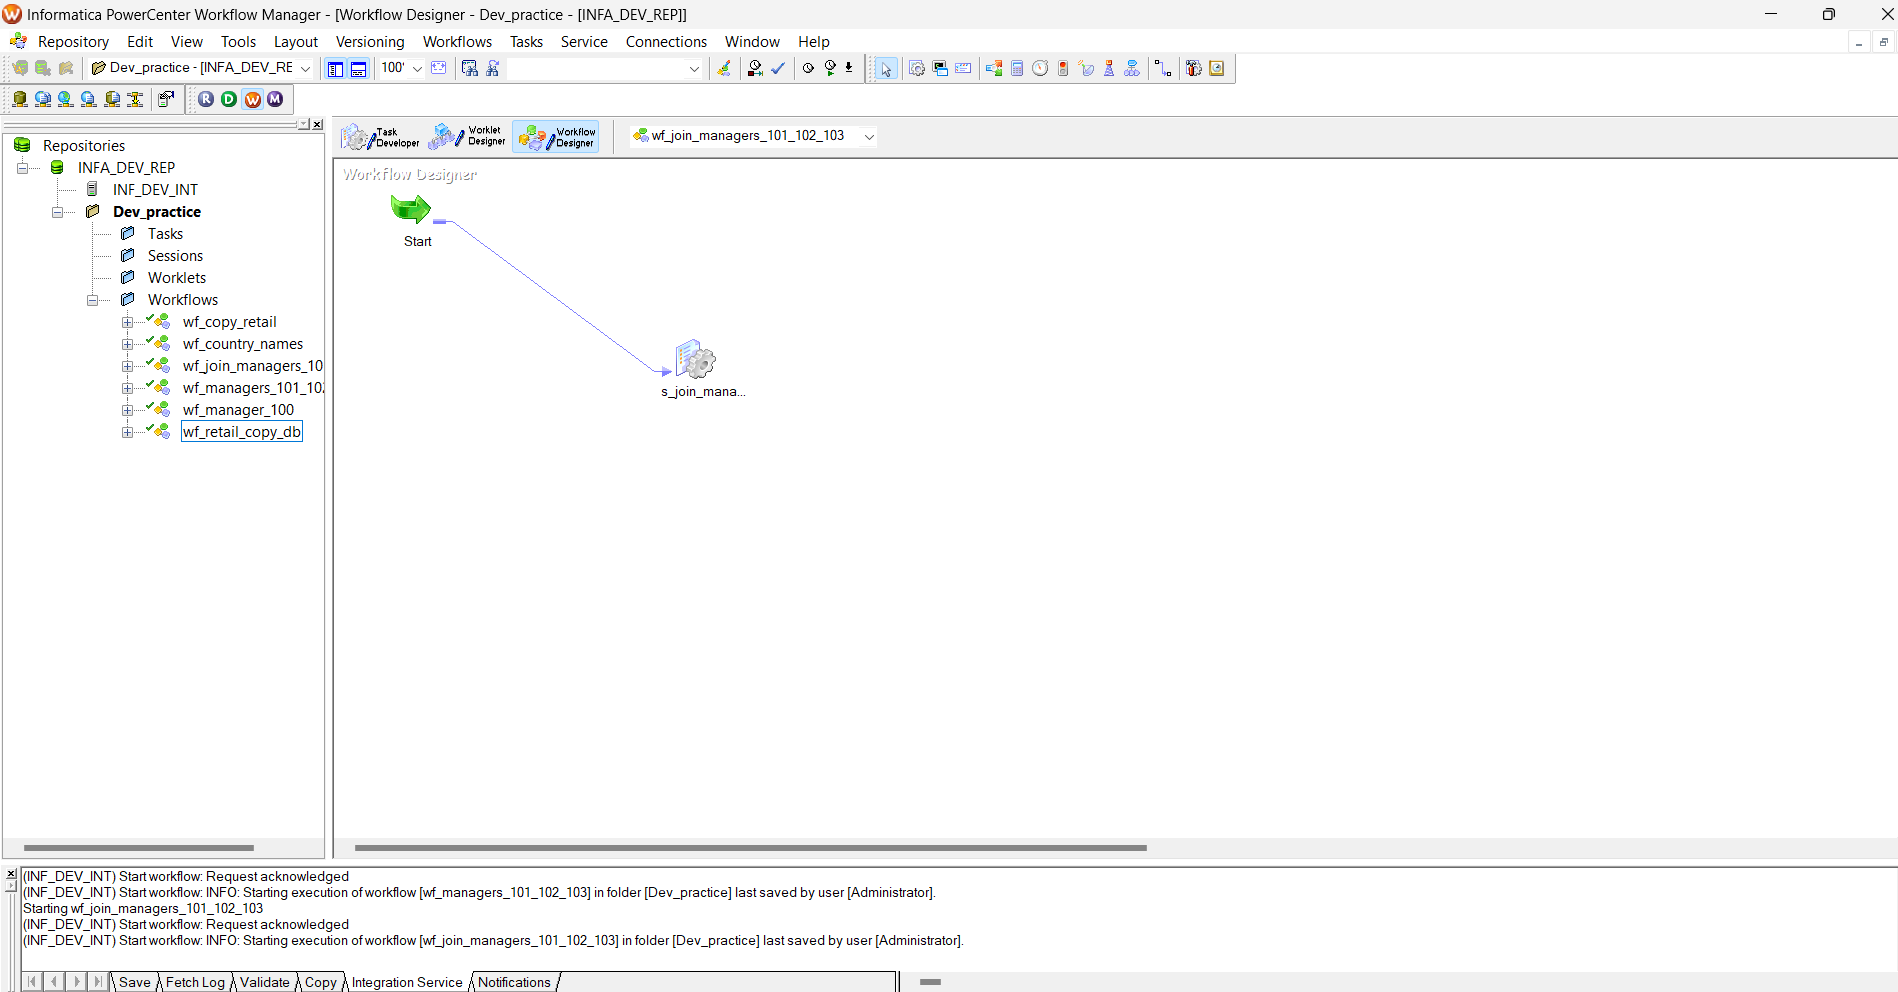 Informatica PowerCenter Workflow Manager - [Workflow Designer - Dev_practice - [INFA_DEV_REP]]
Repository Edit View Tools Layout Versioning Workflows Tasks Service Connections Window Help
Dev_practice - [INFA_DEV_RE 100'
R D W M
Repositories
INFA_DEV_REP
INF_DEV_INT
Dev_practice
Tasks
Sessions
Worklets
Workflows
wf_copy_retail
wf_country_names
wf_join_managers_10
wf_managers_101_102
wf_manager_100
wf_retail_copy_db
Task Developer
Worklet Designer
Workflow Designer
wf_join_managers_101_102_103
Workflow Designer
Start
s_join_mana...
(INF_DEV_INT) Start workflow: Request acknowledged
(INF_DEV_INT) Start workflow: INFO: Starting execution of workflow [wf_managers_101_102_103] in folder [Dev_practice] last saved by user [Administrator].
Starting wf_join_managers_101_102_103
(INF_DEV_INT) Start workflow: Request acknowledged
(INF_DEV_INT) Start workflow: INFO: Starting execution of workflow [wf_join_managers_101_102_103] in folder [Dev_practice] last saved by user [Administrator].
Save Fetch Log Validate Copy Integration Service Notifications